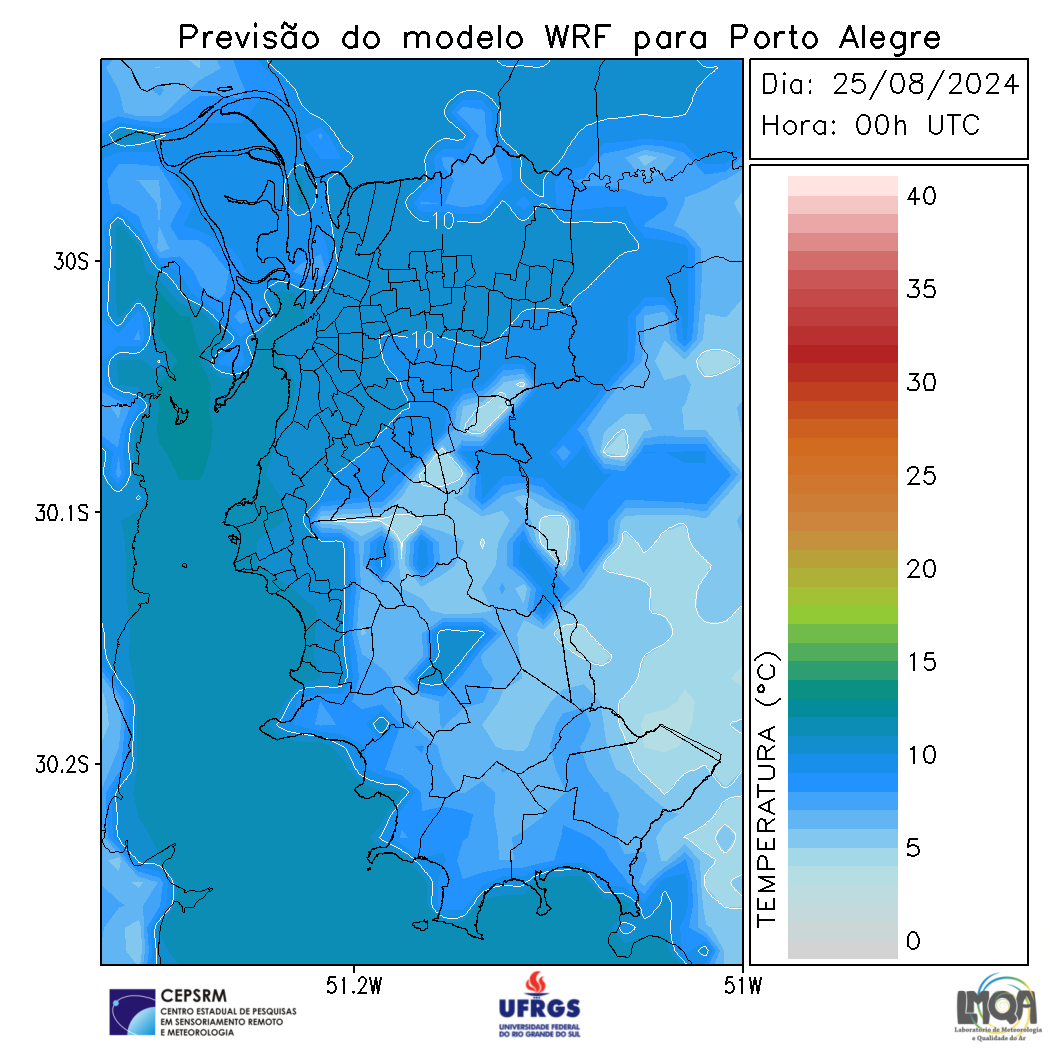 Previsão do modelo WRF para Porto Alegre
Dia: 25/08/2024
Hora: 00h UTC
40
35
30
25
20
15
10
5
0
TEMPERATURA (°C)
30S
30.1S
30.2S
51.2W
51W
10
10
CEPSRM
CENTRO ESTADUAL DE PESQUISAS
EM SENSORIAMENTO REMOTO
E METEOROLOGIA
UFRGS
UNIVERSIDADE FEDERAL
DO RIO GRANDE DO SUL
LMQA
Laboratório de Meteorologia
e Qualidade do Ar